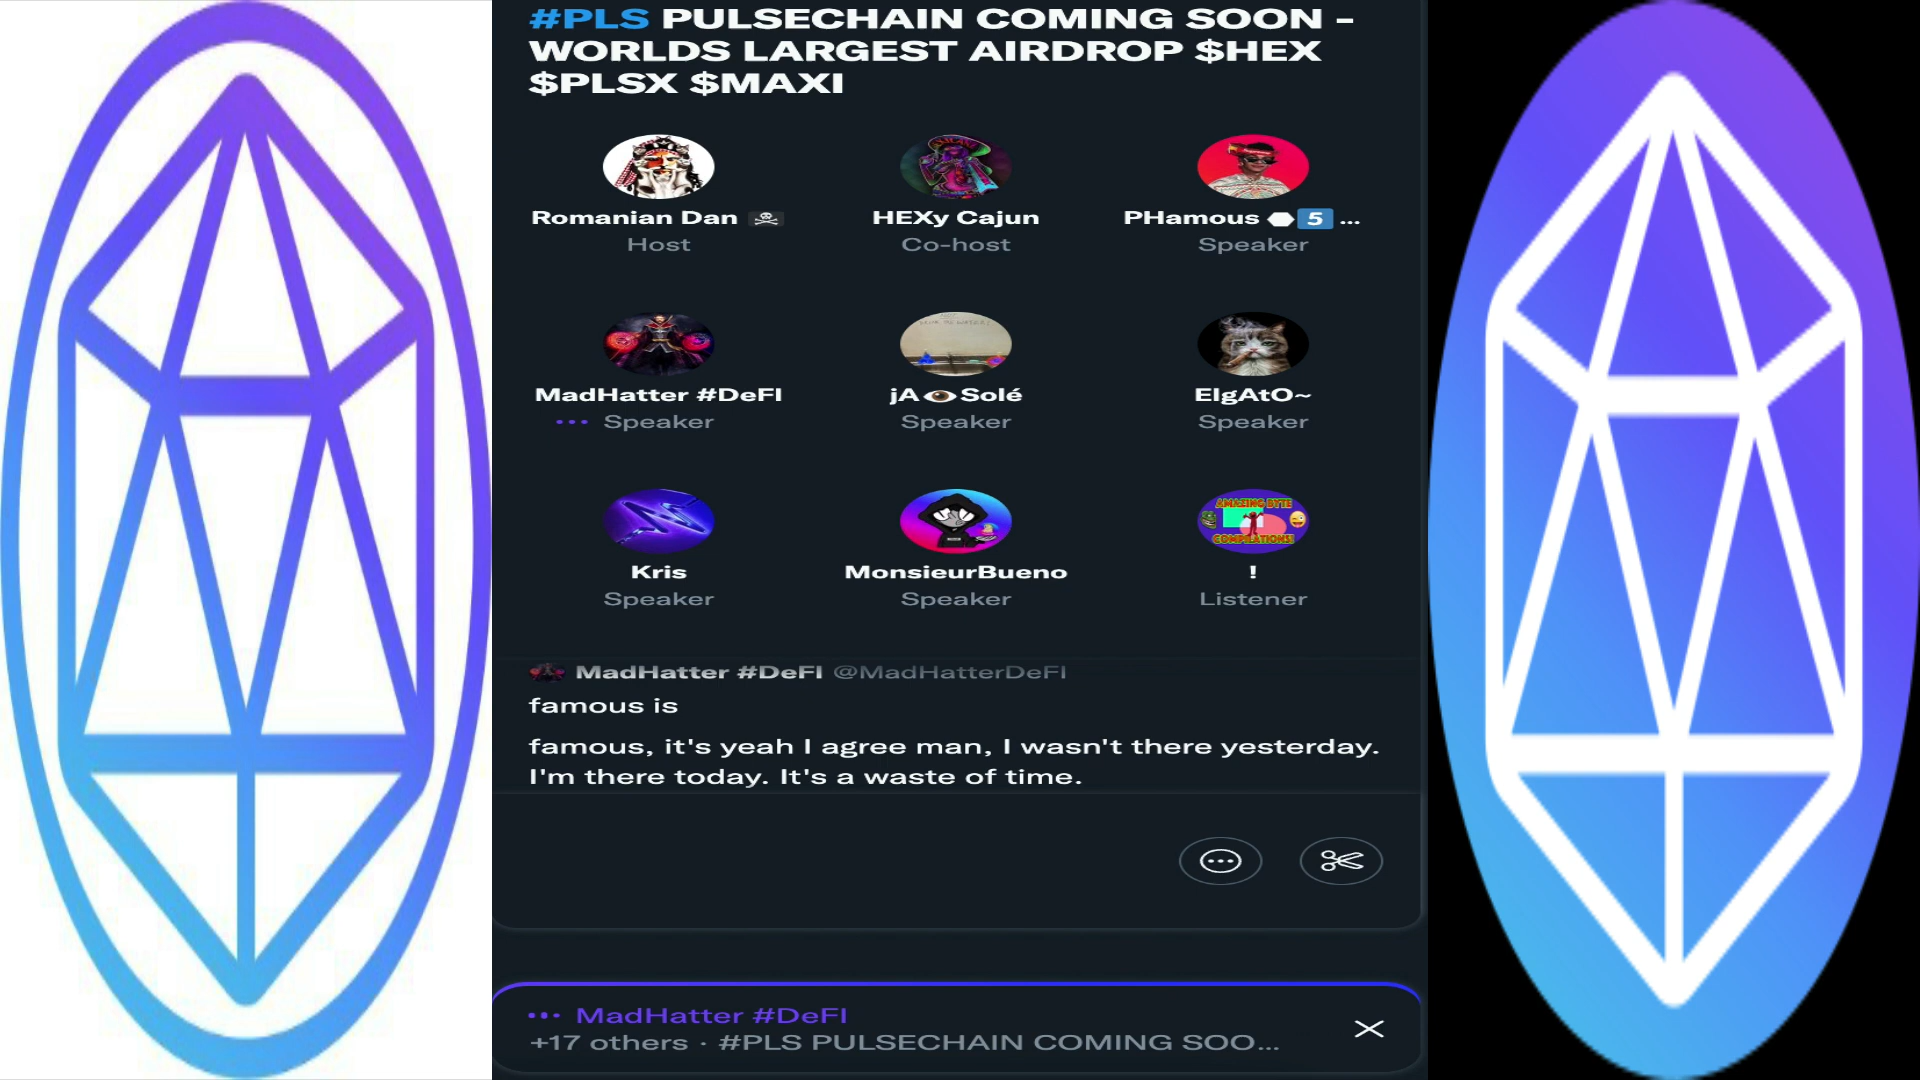 #PLS PULSECHAIN COMING SOON –
WORLDS LARGEST AIRDROP $HEX
$PLSX $MAXI
Romanian Dan
Host
HEXy Cajun
Co-host
PHamous 5 ...
Speaker
MadHatter #DeFI
Speaker
jA👁Solé
Speaker
ElgAtO~
Speaker
Kris
Speaker
MonsieurBueno
Speaker
AMAZING BYTE
COMPILATIONS!
!
Listener
MadHatter #DeFI @MadHatterDeFI
famous is
famous, it's yeah I agree man, I wasn't there yesterday.
I'm there today. It's a waste of time.
MadHatter #DeFI
+17 others · #PLS PULSECHAIN COMING SOO...